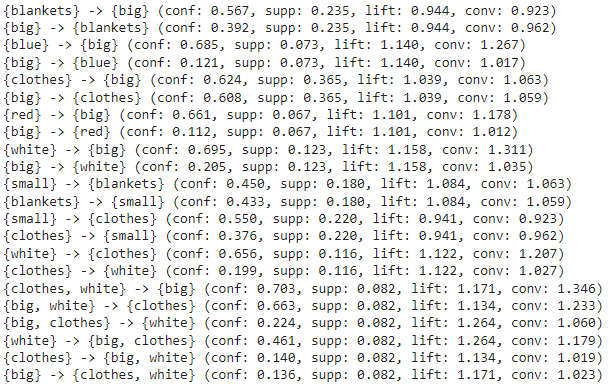 {blankets} -> {big} (conf: 0.567, supp: 0.235, lift: 0.944, conv: 0.923)
{big} -> {blankets} (conf: 0.392, supp: 0.235, lift: 0.944, conv: 0.962)
{blue} -> {big} (conf: 0.685, supp: 0.073, lift: 1.140, conv: 1.267)
{big} -> {blue} (conf: 0.121, supp: 0.073, lift: 1.140, conv: 1.017)
{clothes} -> {big} (conf: 0.624, supp: 0.365, lift: 1.039, conv: 1.063)
{big} -> {clothes} (conf: 0.608, supp: 0.365, lift: 1.039, conv: 1.059)
{red} -> {big} (conf: 0.661, supp: 0.067, lift: 1.101, conv: 1.178)
{big} -> {red} (conf: 0.112, supp: 0.067, lift: 1.101, conv: 1.012)
{white} -> {big} (conf: 0.695, supp: 0.123, lift: 1.158, conv: 1.311)
{big} -> {white} (conf: 0.205, supp: 0.123, lift: 1.158, conv: 1.035)
{small} -> {blankets} (conf: 0.450, supp: 0.180, lift: 1.084, conv: 1.063)
{blankets} -> {small} (conf: 0.433, supp: 0.180, lift: 1.084, conv: 1.059)
{small} -> {clothes} (conf: 0.550, supp: 0.220, lift: 0.941, conv: 0.923)
{clothes} -> {small} (conf: 0.376, supp: 0.220, lift: 0.941, conv: 0.962)
{white} -> {clothes} (conf: 0.656, supp: 0.116, lift: 1.122, conv: 1.207)
{clothes} -> {white} (conf: 0.199, supp: 0.116, lift: 1.122, conv: 1.027)
{clothes, white} -> {big} (conf: 0.703, supp: 0.082, lift: 1.171, conv: 1.346)
{big, white} -> {clothes} (conf: 0.663, supp: 0.082, lift: 1.134, conv: 1.233)
{big, clothes} -> {white} (conf: 0.224, supp: 0.082, lift: 1.264, conv: 1.060)
{white} -> {big, clothes} (conf: 0.461, supp: 0.082, lift: 1.264, conv: 1.179)
{clothes} -> {big, white} (conf: 0.140, supp: 0.082, lift: 1.134, conv: 1.019)
{big} -> {clothes, white} (conf: 0.136, supp: 0.082, lift: 1.171, conv: 1.023)